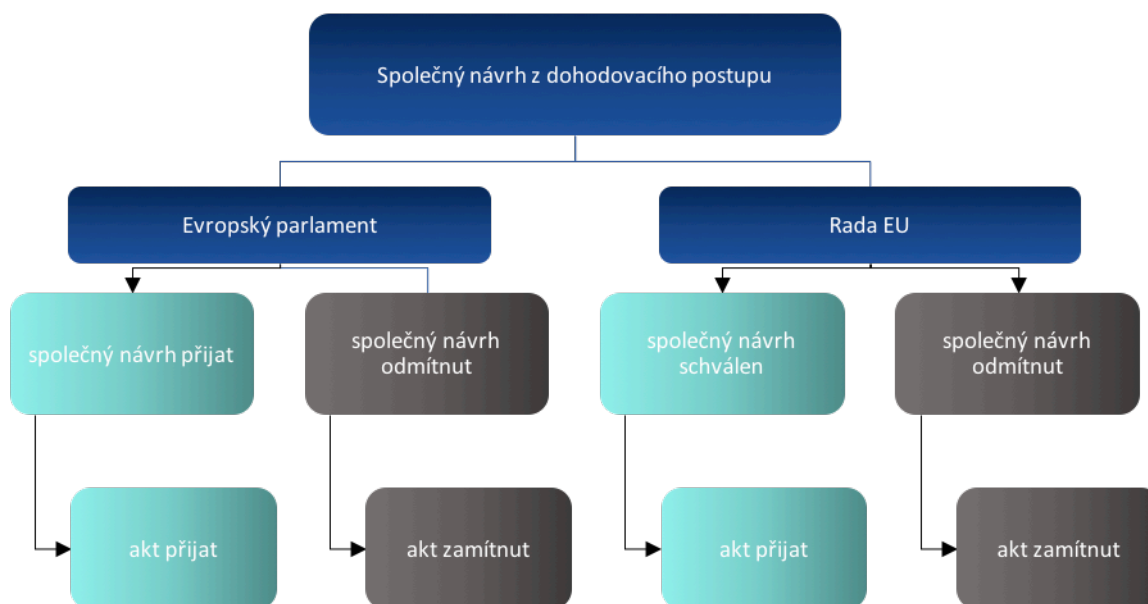 Společný návrh z dohodovacího postupu
Evropský parlament
Rada EU
společný návrh přijat
společný návrh
odmítnut
společný návrh
schválen
společný návrh
odmítnut
akt přijat
akt zamítnut
akt přijat
akt zamítnut